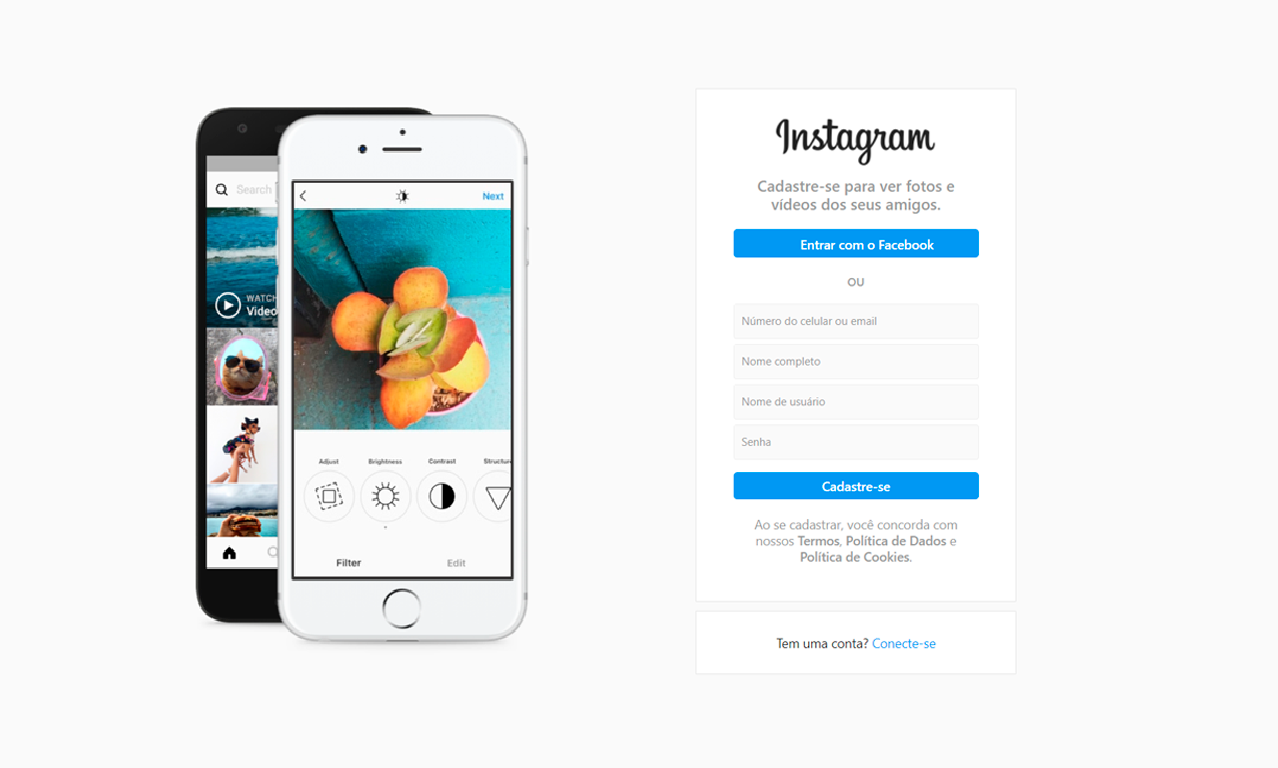 Search
WATCH
Video
Next
Adjust
Brightness
Contrast
Structure
Filter
Edit
Instagram
Cadastre-se para ver fotos e
vídeos dos seus amigos.
Entrar com o Facebook
OU
Número do celular ou email
Nome completo
Nome de usuário
Senha
Cadastre-se
Ao se cadastrar, você concorda com
nossos Termos, Política de Dados e
Política de Cookies.
Tem uma conta? Conecte-se